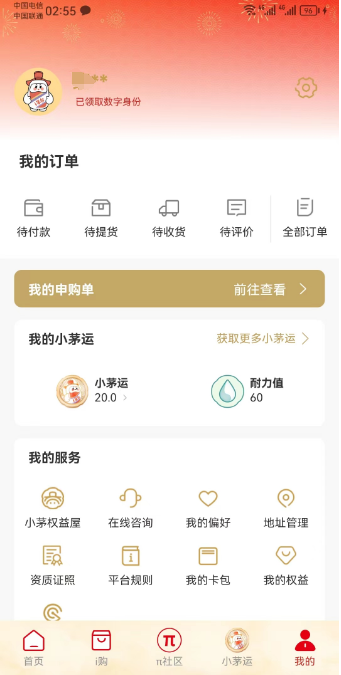 中国电信
中国联通 02:55 4G 4G 96
**
已领取数字身份
我的订单
待付款 待提货 待收货 待评价 全部订单
我的申购单 前往查看
我的小茅运 获取更多小茅运
小茅运 耐力值
20.0 60
我的服务
小茅权益屋 在线咨询 我的偏好 地址管理
资质证照 平台规则 我的卡包 我的权益
首页 i购 π社区 小茅运 我的